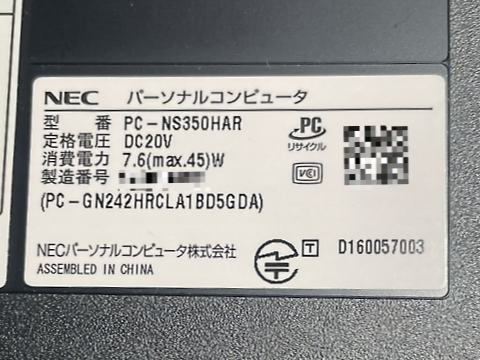 NEC パーソナルコンピュータ
型 番 PC-NS350HAR
定格電圧 DC20V
消費電力 7.6(max.45)W
製造番号
(PC-GN242HRCLA1BD5GDA)
PC
リサイクル
VCCI
NECパーソナルコンピュータ株式会社
ASSEMBLED IN CHINA
T D160057003